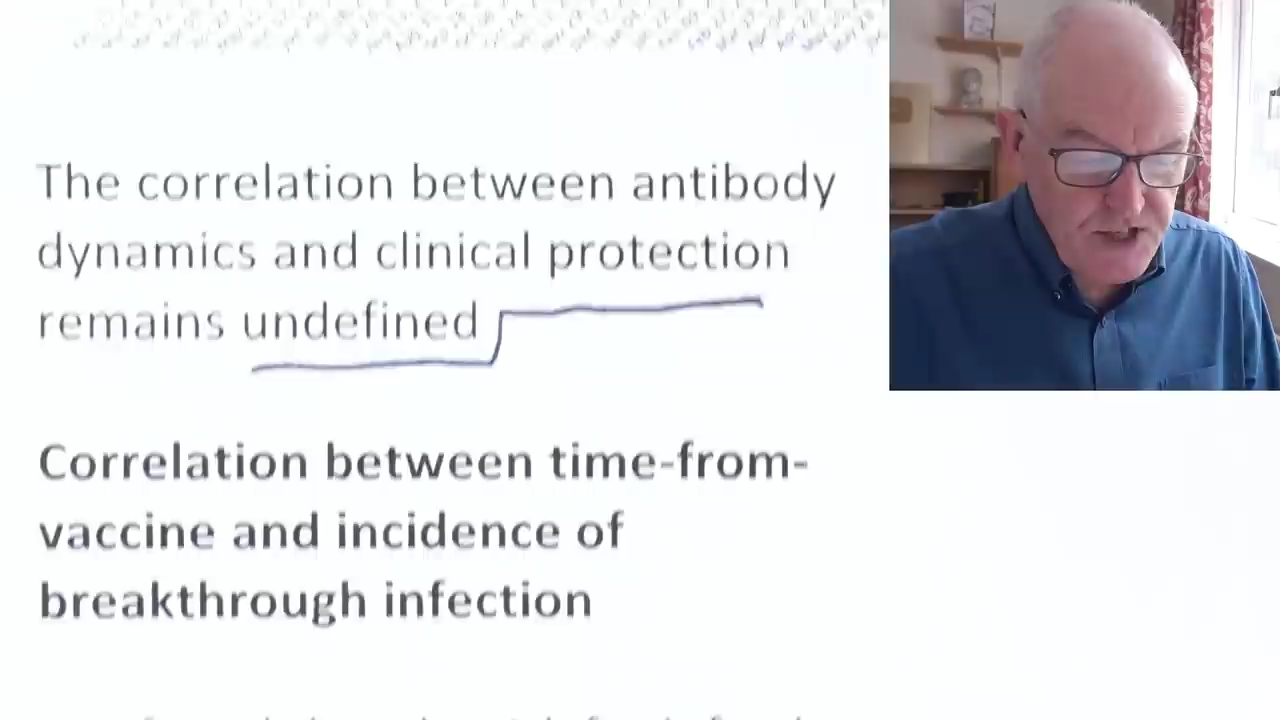 The correlation between antibody
dynamics and clinical protection
remains undefined
Correlation between time-from-
vaccine and incidence of
breakthrough infection